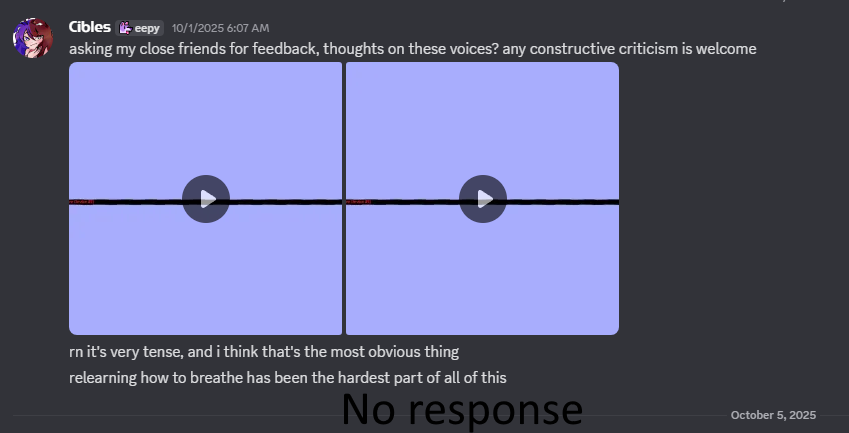 Cibles eepy 10/1/2025 6:07 AM
asking my close friends for feedback, thoughts on these voices? any constructive criticism is welcome
rn it's very tense, and i think that's the most obvious thing
relearning how to breathe has been the hardest part of all of this
No response
October 5, 2025